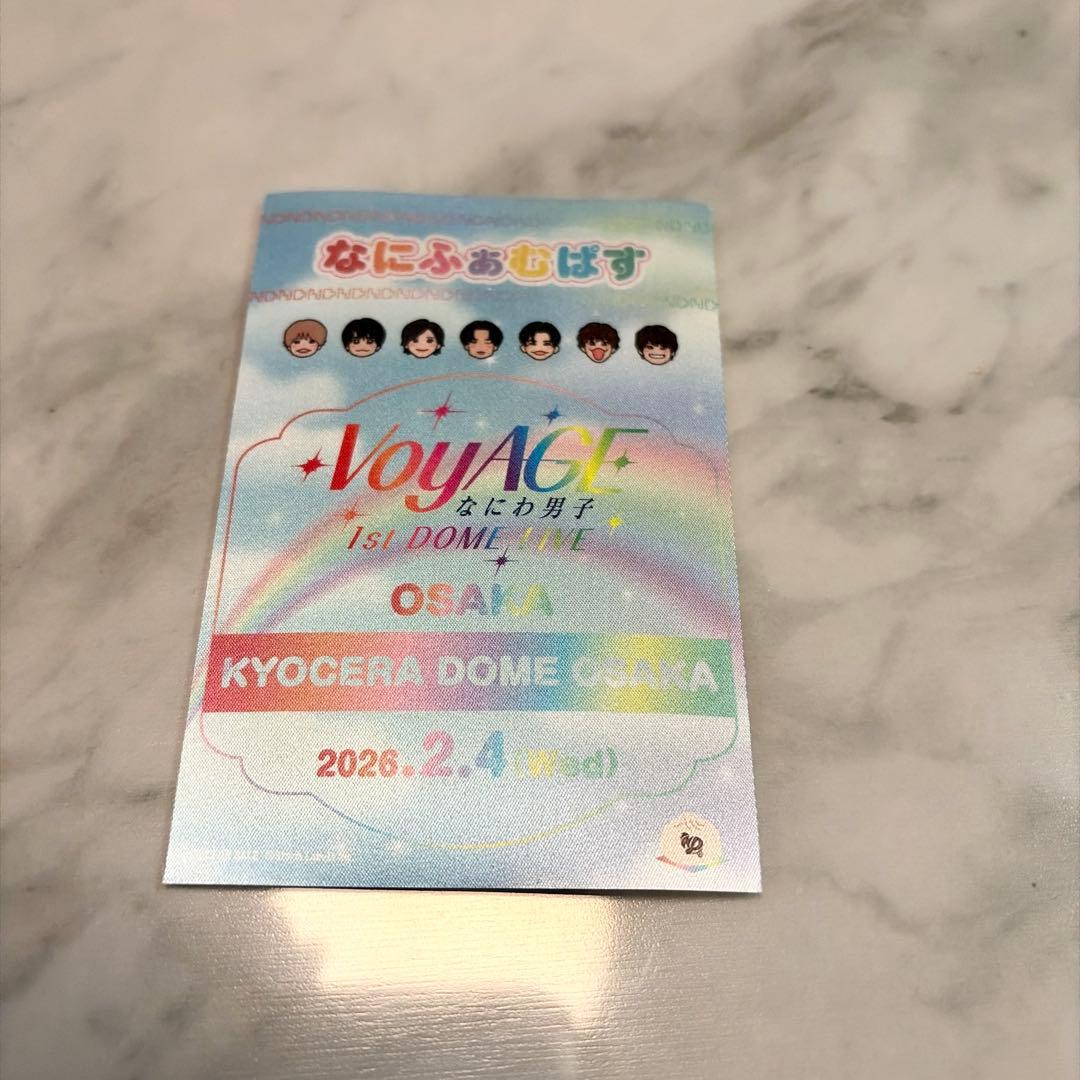 なにふぁむぱす
VoyAGE
なにわ男子
1st DOME LIVE
OSAKA
KYOCERA DOME OSAKA
2026.2.4(Wed)